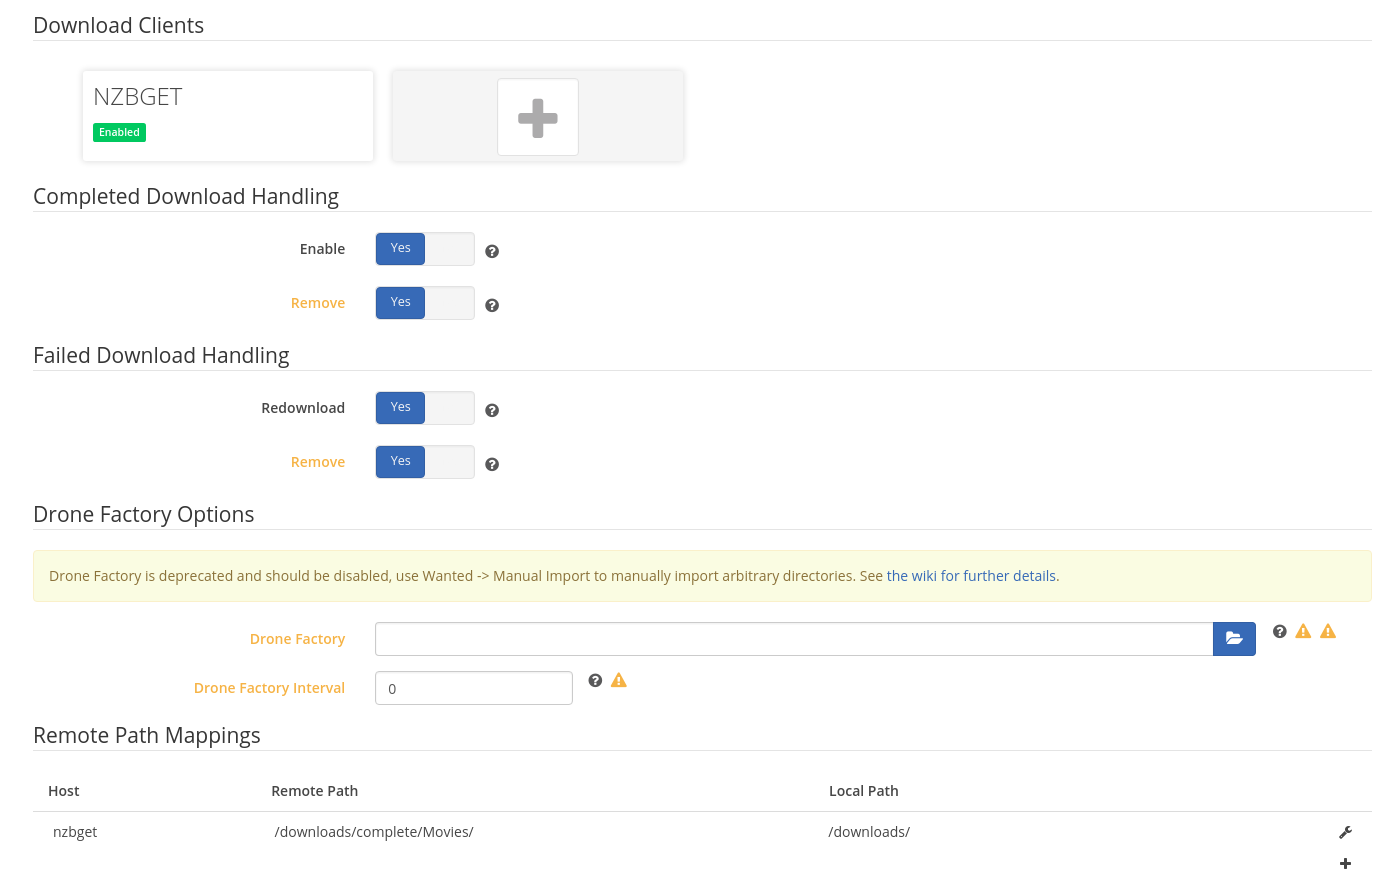 Download Clients
NZBGET
Enabled
Completed Download Handling
Enable Yes
Remove Yes
Failed Download Handling
Redownload Yes
Remove Yes
Drone Factory Options
Drone Factory is deprecated and should be disabled, use Wanted -> Manual Import to manually import arbitrary directories. See the wiki for further details.
Drone Factory
Drone Factory Interval 0
Remote Path Mappings
Host Remote Path Local Path
nzbget /downloads/complete/Movies/ /downloads/